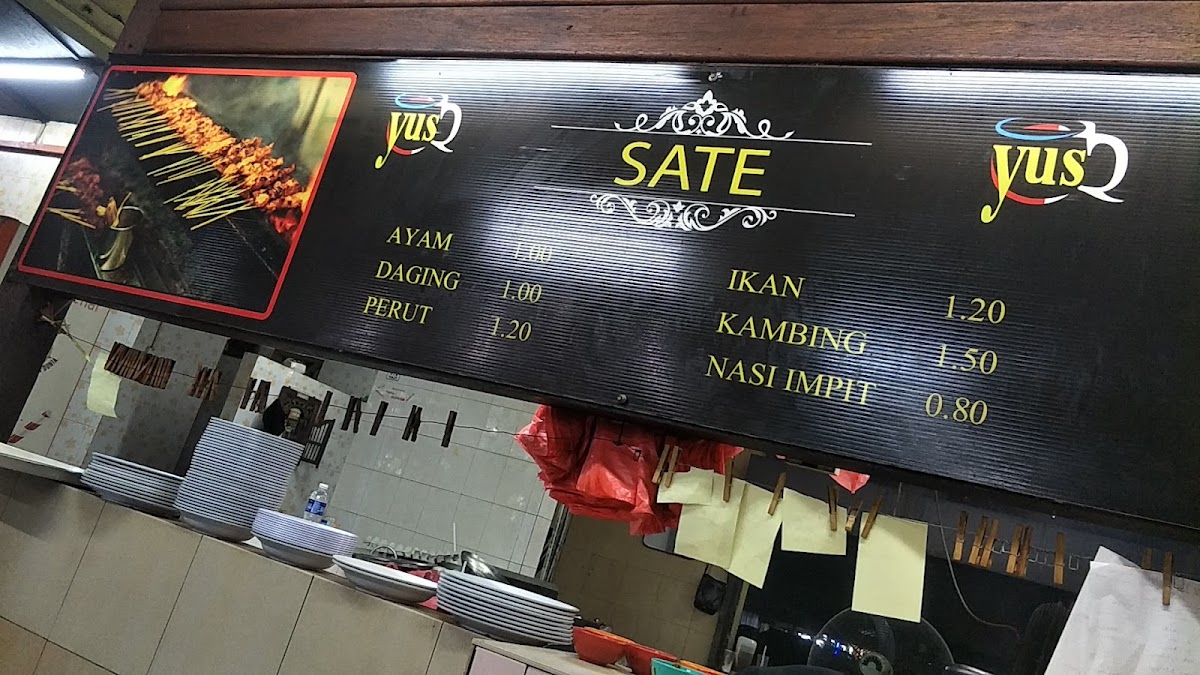 yusQ
SATE
yusQ
AYAM 1.00
DAGING 1.00
PERUT 1.20
IKAN 1.20
KAMBING 1.50
NASI IMPIT 0.80